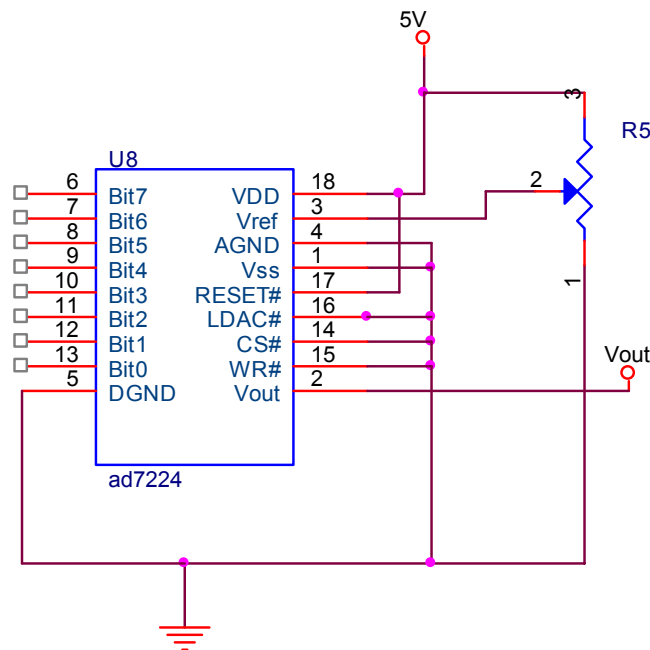 5V
3
R5
U8
6 Bit7 VDD 18
7 Bit6 Vref 3
2
8 Bit5 AGND 4
9 Bit4 Vss 1
10 Bit3 RESET# 17
1
11 Bit2 LDAC# 16
12 Bit1 CS# 14
13 Bit0 WR# 15
Vout
5 DGND Vout 2
ad7224